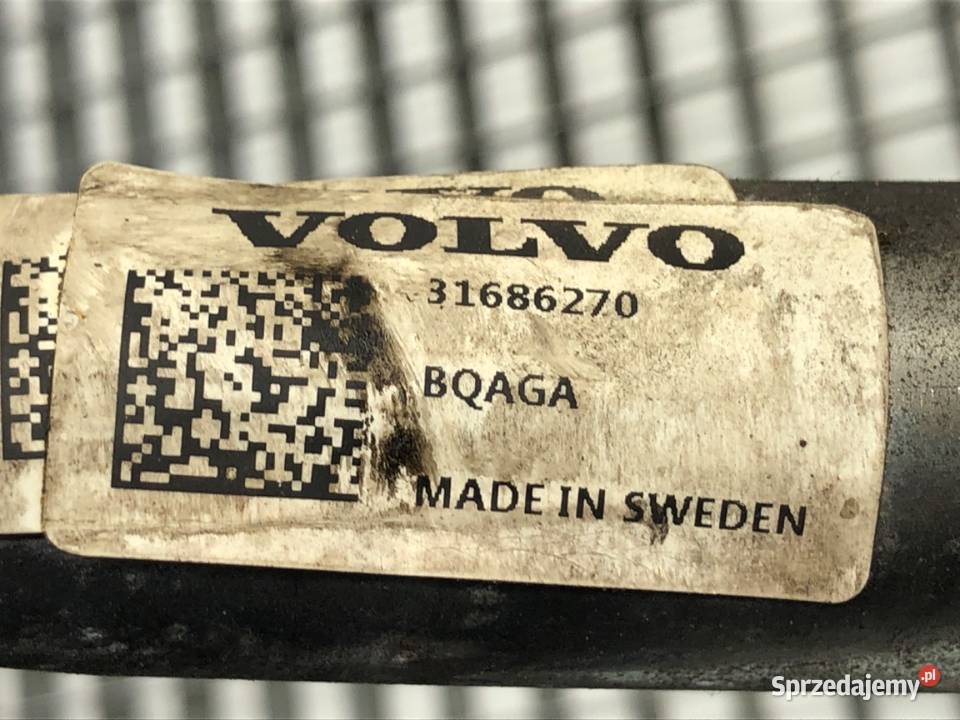 VOLVO
31686270
BQAGA
MADE IN SWEDEN
Sprzedajemy.pl